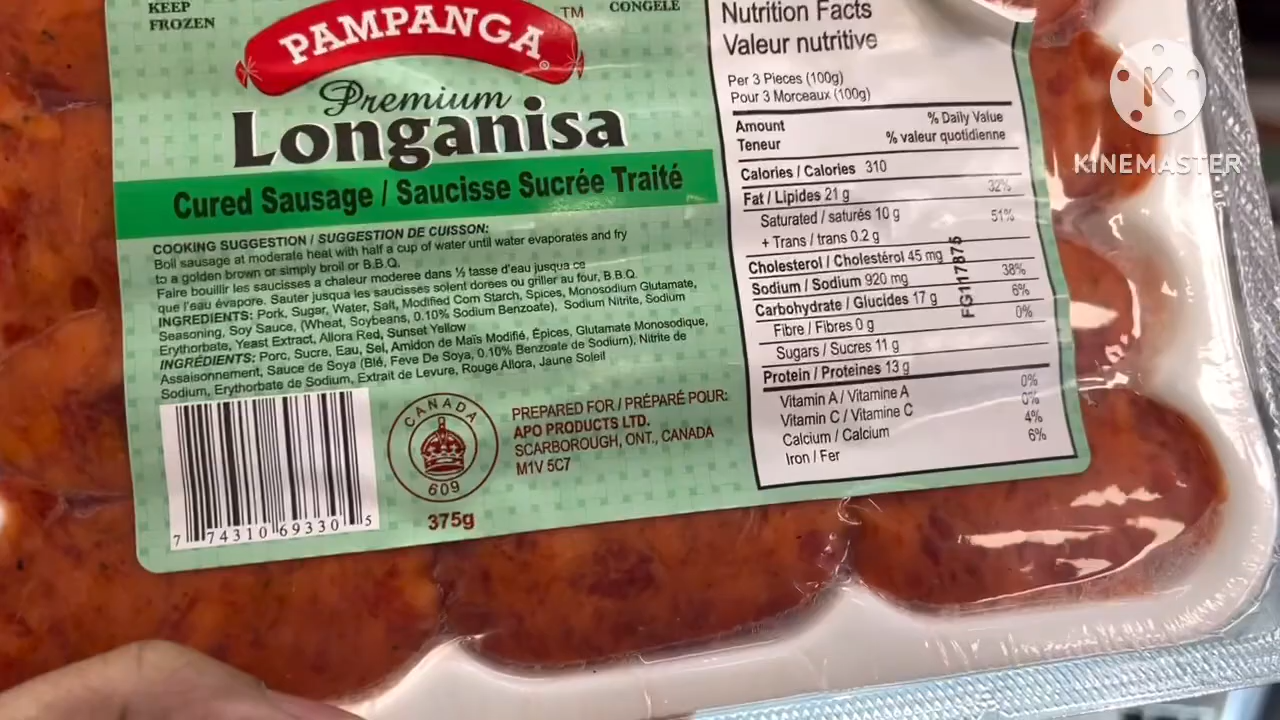 KEEP
FROZEN
PAMPANGA
TM
CONGELÉ
Premium
Longanisa
Cured Sausage / Saucisse Sucrée Traité
COOKING SUGGESTION / SUGGESTION DE CUISSON:
Boil sausage at moderate heat with half a cup of water until water evaporates and fry
to a golden brown or simply broil or B.B.Q.
Faire bouillir les saucisses a chaleur moderee dans ½ tasse d'eau jusqua ce
que l'eau évapore. Sauter jusqua les saucisses soient dorees ou griller au four, B.B.Q.
INGREDIENTS: Pork, Sugar, Water, Salt, Modified Corn Starch, Spices, Monosodium Glutamate,
Seasoning, Soy Sauce, (Wheat, Soybeans, 0.10% Sodium Benzoate), Sodium Nitrite, Sodium
Erythorbate, Yeast Extract, Allora Red, Sunset Yellow
INGRÉDIENTS: Porc, Sucre, Eau, Sel, Amidon de Maïs Modifié, Épices, Glutamate Monosodique,
Assaisonnement, Sauce de Soya (Blé, Feve De Soya, 0.10% Benzoate de Sodium), Nitrite de
Sodium, Erythorbate de Sodium, Extrait de Levure, Rouge Allora, Jaune Soleil
7 74310 69330 5
CANADA
609
375g
PREPARED FOR / PRÉPARÉ POUR:
APO PRODUCTS LTD.
SCARBOROUGH, ONT., CANADA
M1V 5C7
Nutrition Facts
Valeur nutritive
Per 3 Pieces (100g)
Pour 3 Morceaux (100g)
Amount % Daily Value
Teneur % valeur quotidienne
Calories / Calories 310
Fat / Lipides 21 g 32%
Saturated / saturés 10 g 51%
+ Trans / trans 0.2 g
Cholesterol / Cholestérol 45 mg
Sodium / Sodium 920 mg 38%
Carbohydrate / Glucides 17 g 6%
Fibre / Fibres 0 g 0%
Sugars / Sucres 11 g
Protein / Proteines 13 g
Vitamin A / Vitamine A 0%
Vitamin C / Vitamine C 0%
Calcium / Calcium 4%
Iron / Fer 6%
FG1117875
K
KINEMASTER